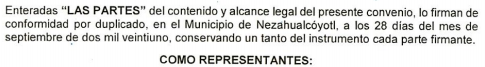 Enteradas “LAS PARTES” del contenido y alcance legal del presente convenio, lo firman de
conformidad por duplicado, en el Municipio de Nezahualcóyotl, a los 28 días del mes de
septiembre de dos mil veintiuno, conservando un tanto del instrumento cada parte firmante.
COMO REPRESENTANTES: